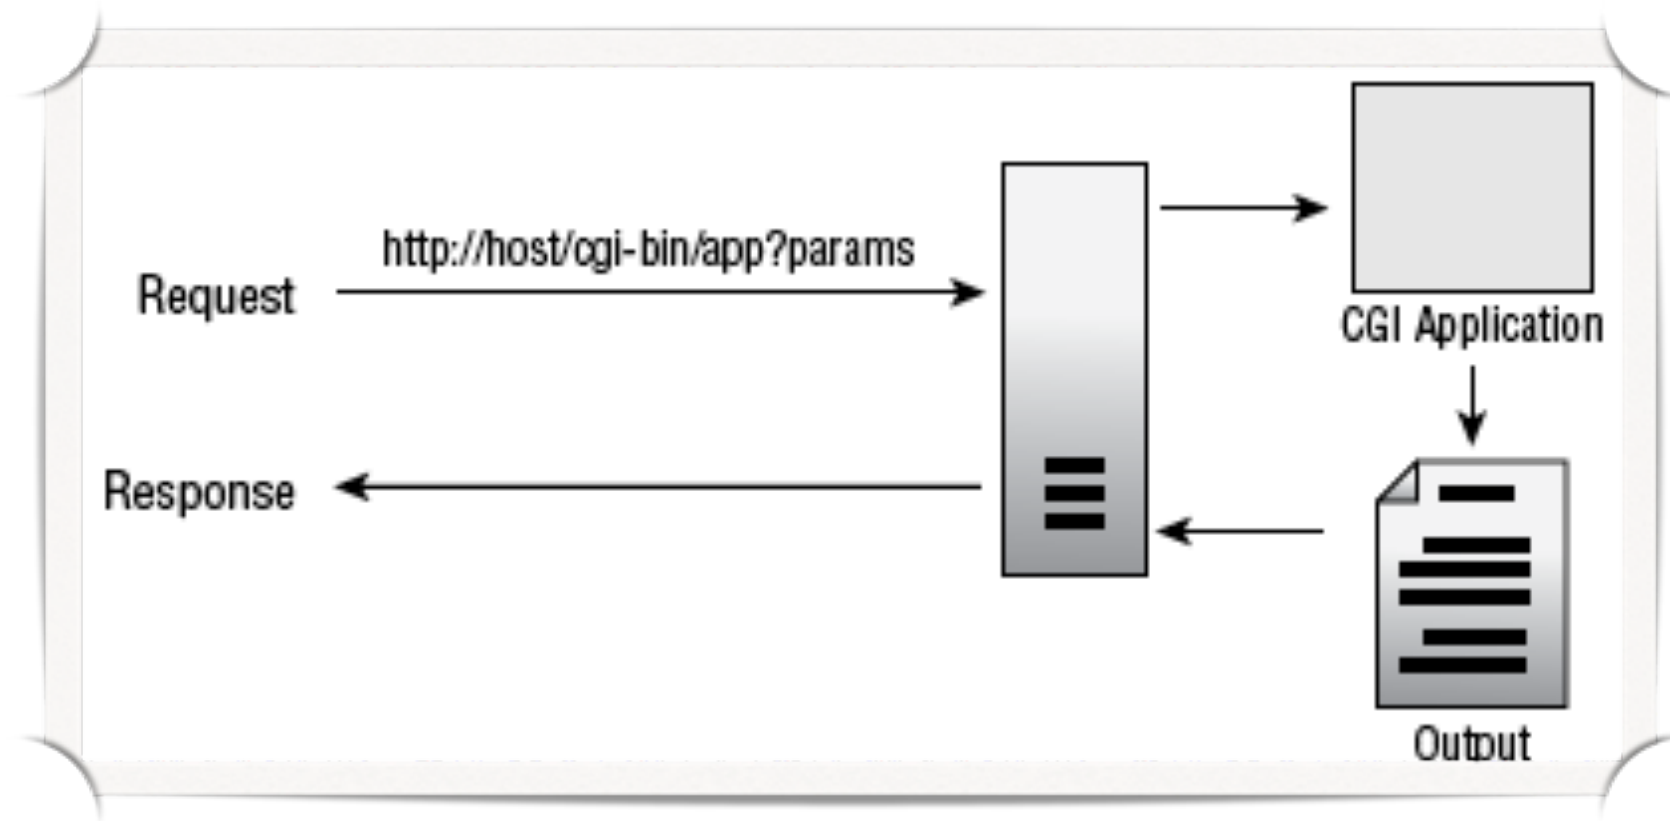 http://host/cgi-bin/app?params
Request
CGI Application
Response
Output